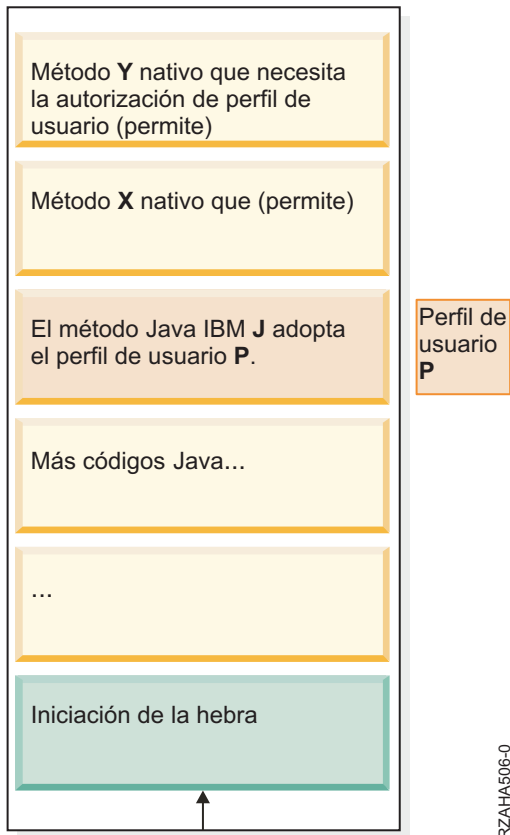 Método Y nativo que necesita
la autorización de perfil de
usuario (permite)
Método X nativo que (permite)
El método Java IBM J adopta
el perfil de usuario P.
Perfil de
usuario
P
Más códigos Java...
...
Iniciación de la hebra
RZAHA506-0